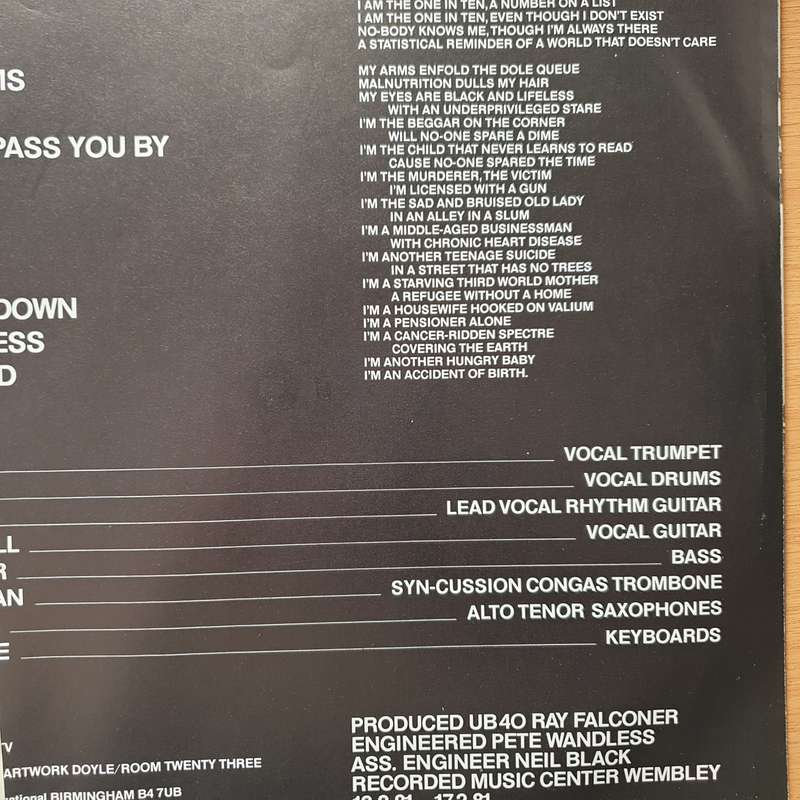 I AM THE ONE IN TEN, A NUMBER ON A LIST
I AM THE ONE IN TEN, EVEN THOUGH I DON'T EXIST
NO-BODY KNOWS ME, THOUGH I'M ALWAYS THERE
A STATISTICAL REMINDER OF A WORLD THAT DOESN'T CARE
MY ARMS ENFOLD THE DOLE QUEUE
MALNUTRITION DULLS MY HAIR
MY EYES ARE BLACK AND LIFELESS
WITH AN UNDERPRIVILEGED STARE
I'M THE BEGGAR ON THE CORNER
WILL NO-ONE SPARE A DIME
I'M THE CHILD THAT NEVER LEARNS TO READ
CAUSE NO-ONE SPARED THE TIME
I'M THE MURDERER, THE VICTIM
I'M LICENSED WITH A GUN
I'M THE SAD AND BRUISED OLD LADY
IN AN ALLEY IN A SLUM
I'M A MIDDLE-AGED BUSINESSMAN
WITH CHRONIC HEART DISEASE
I'M ANOTHER TEENAGE SUICIDE
IN A STREET THAT HAS NO TREES
I'M A STARVING THIRD WORLD MOTHER
A REFUGEE WITHOUT A HOME
I'M A HOUSEWIFE HOOKED ON VALIUM
I'M A PENSIONER ALONE
I'M A CANCER-RIDDEN SPECTRE
COVERING THE EARTH
I'M ANOTHER HUNGRY BABY
I'M AN ACCIDENT OF BIRTH.
MS
PASS YOU BY
DOWN
ESS
D
VOCAL TRUMPET
VOCAL DRUMS
LEAD VOCAL RHYTHM GUITAR
LL VOCAL GUITAR
R BASS
AN SYN-CUSSION CONGAS TROMBONE
ALTO TENOR SAXOPHONES
E KEYBOARDS
TV
ARTWORK DOYLE/ROOM TWENTY THREE
national BIRMINGHAM B4 7UB
PRODUCED UB40 RAY FALCONER
ENGINEERED PETE WANDLESS
ASS. ENGINEER NEIL BLACK
RECORDED MUSIC CENTER WEMBLEY